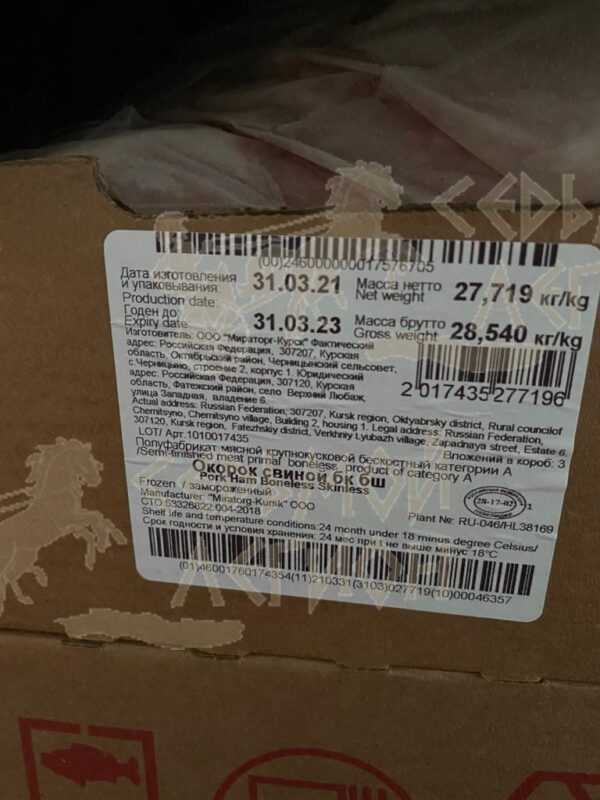 (00)246000000017576705
Дата изготовления
и упаковывания: 31.03.21 Масса нетто 27,719 кг/kg
Production date: Net weight
Годен до: 31.03.23 Масса брутто 28,540 кг/kg
Expiry date Gross weight
Изготовитель: ООО "Мираторг-Курск" Фактический
адрес: Российская Федерация, 307207, Курская
область, Октябрьский район, Черницынский сельсовет,
с.Черницыно, строение 2, корпус 1. Юридический
адрес: Российская Федерация, 307120, Курская
область, Фатежский район, село Верхний Любаж,
улица Западная, владение 6.
2 017435 277196
Actual address: Russian Federation, 307207, Kursk region, Oktyabrsky district, Rural councilof
Chernitsyno, Chernitsyno village, Building 2, housing 1. Legal address: Russian Federation,
307120, Kursk region, Fatezhskiy district, Verkhniy Lyubazh village, Zapadnaya street, Estate 6.
LOT/ Арт.1010017435 Вложений в короб: 3
Полуфабрикат мясной крупнокусковой бескостный категории А
/Semi-finished meat primal boneless, product of category A
Окорок свиной бк бш
Pork Ham Boneless Skinless
Frozen / замороженный
Manufacturer "Miratorg-Kursk" ООО
СТО 53326822.004-2018 Plant №: RU-046/HL38169
Shelf life and temperature conditions:24 month under 18 minus degree Celsius/
Срок годности и условия хранения: 24 мес при t не выше минус 18°С
(01)46001760174354(11)210331(3103)027719(10)00046357
СЕДЬМОЙ
ЛЕГИОН
ЛЕГИОН